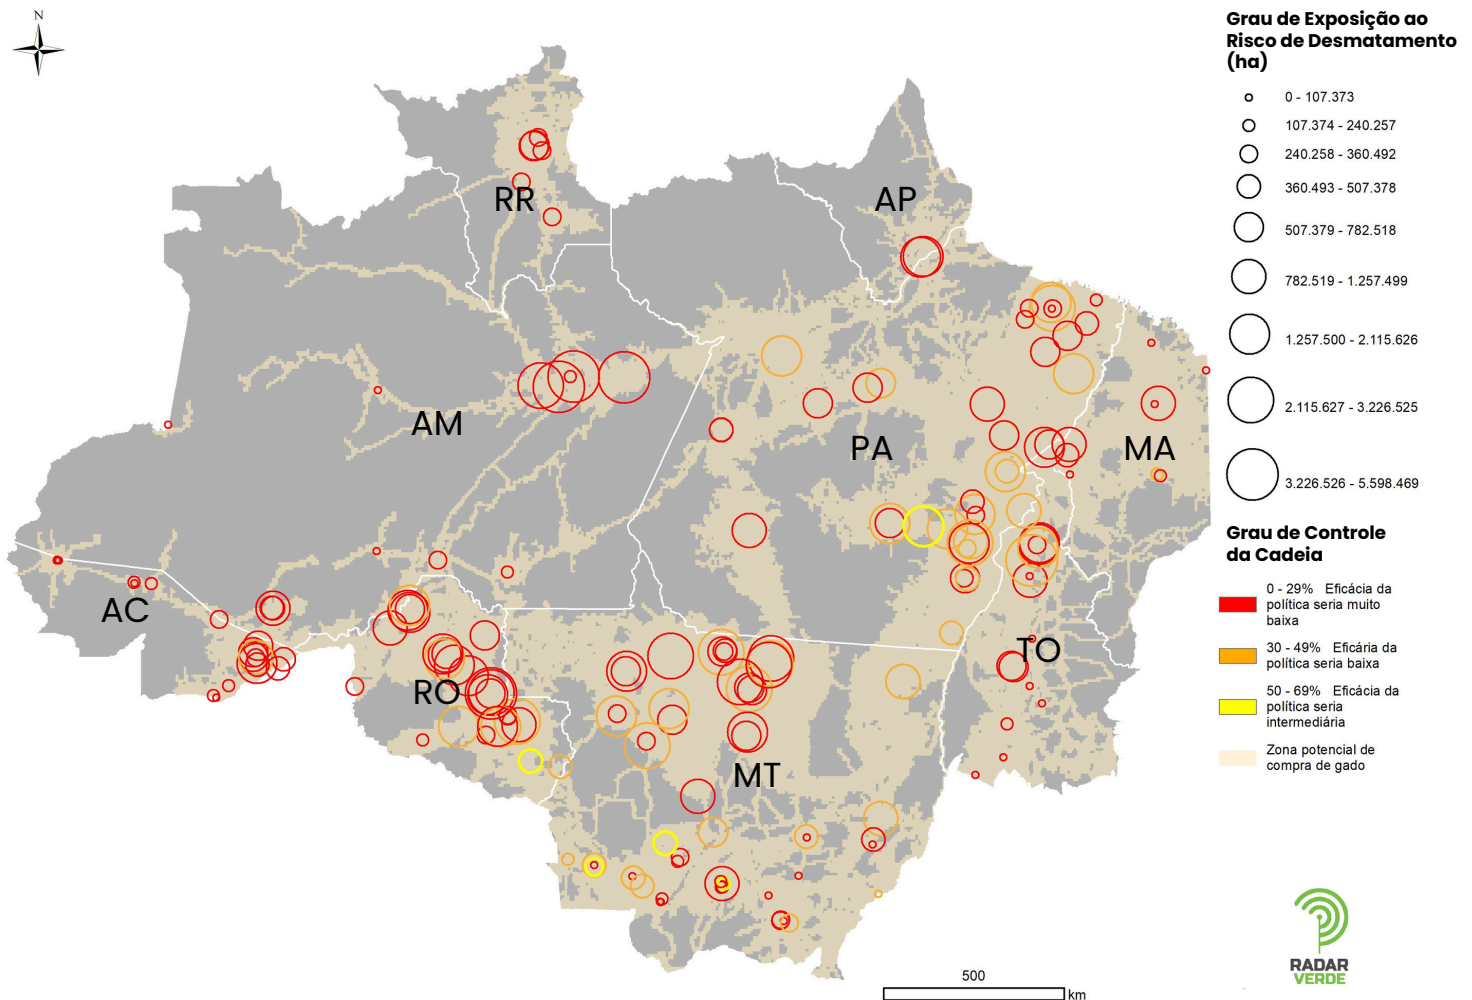 N
Grau de Exposição ao
Risco de Desmatamento
(ha)
0 - 107.373
107.374 - 240.257
240.258 - 360.492
360.493 - 507.378
507.379 - 782.518
782.519 - 1.257.499
1.257.500 - 2.115.626
2.115.627 - 3.226.525
3.226.526 - 5.598.469
Grau de Controle
da Cadeia
0 - 29% Eficácia da
política seria muito
baixa
30 - 49% Eficária da
política seria baixa
50 - 69% Eficácia da
política seria
intermediária
Zona potencial de
compra de gado
RR
AP
AM
PA
MA
AC
RO
TO
MT
500
km
RADAR
VERDE